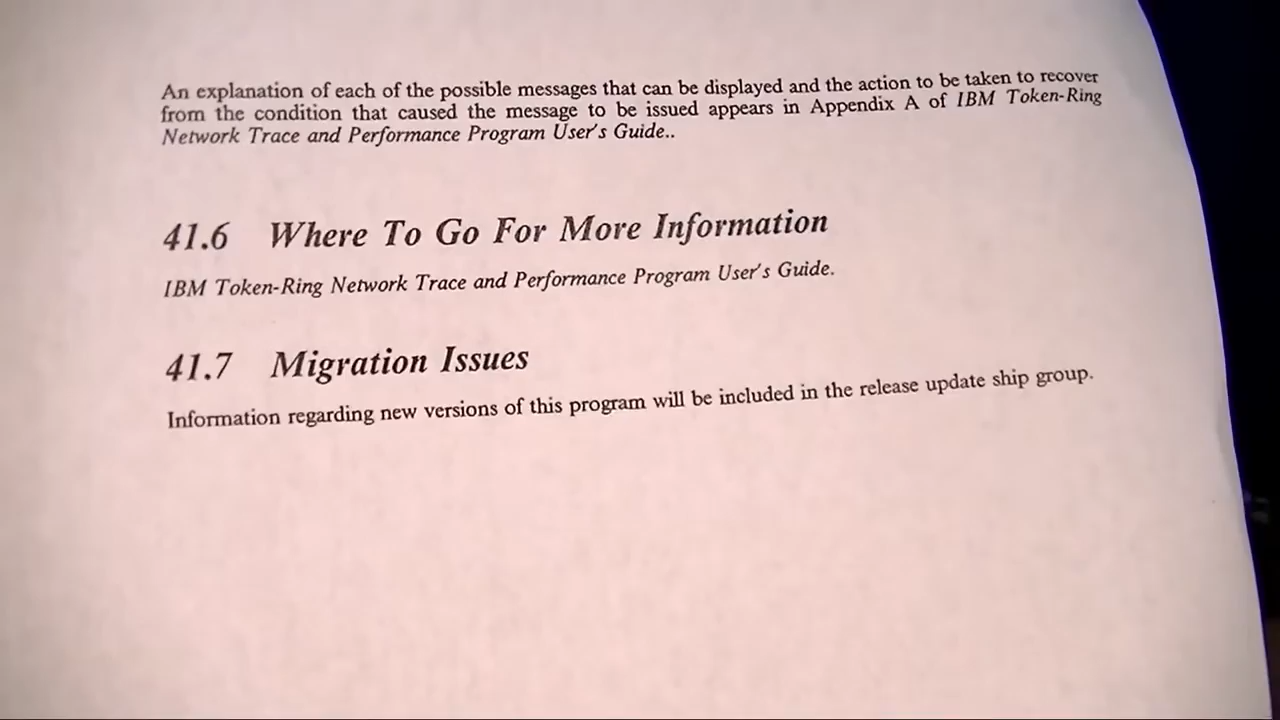 An explanation of each of the possible messages that can be displayed and the action to be taken to recover
from the condition that caused the message to be issued appears in Appendix A of IBM Token-Ring
Network Trace and Performance Program User's Guide..
41.6 Where To Go For More Information
IBM Token-Ring Network Trace and Performance Program User's Guide.
41.7 Migration Issues
Information regarding new versions of this program will be included in the release update ship group.